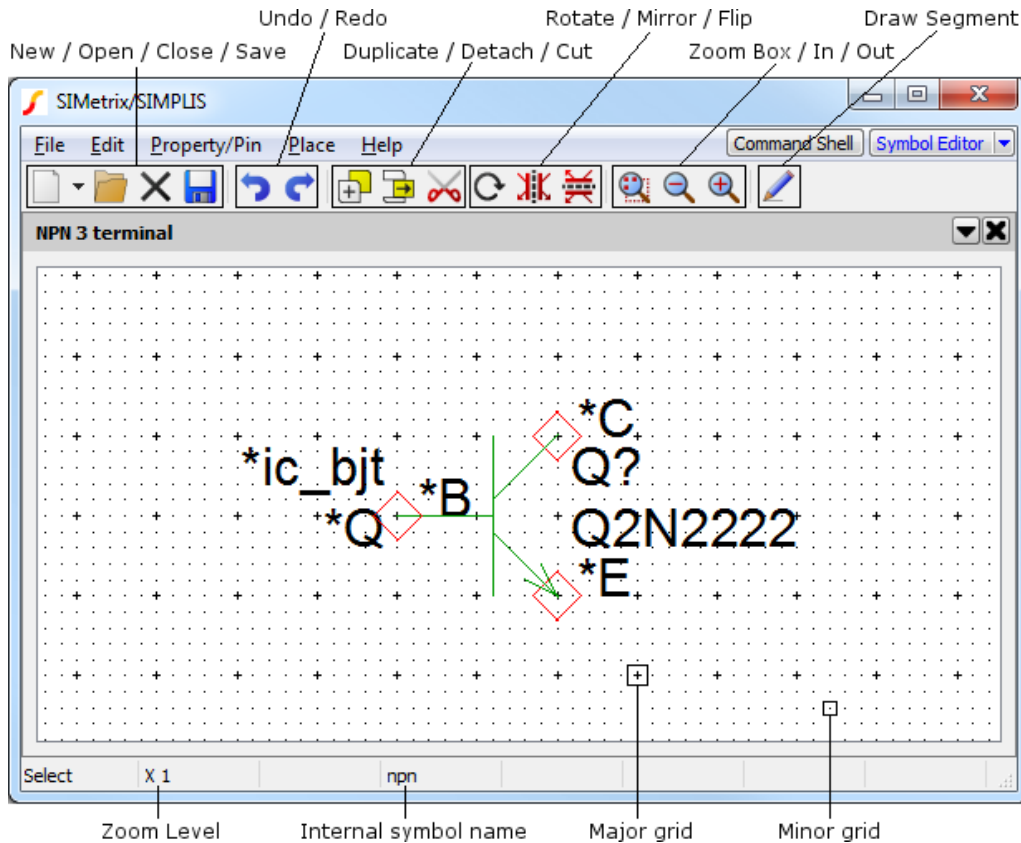 Undo / Redo
Rotate / Mirror / Flip
Draw Segment
New / Open / Close / Save
Duplicate / Detach / Cut
Zoom Box / In / Out
SIMetrix/SIMPLIS
File Edit Property/Pin Place Help
Command Shell
Symbol Editor
NPN 3 terminal
*C
*ic_bjt
Q?
*B
*Q
Q2N2222
*E
Select X 1 npn
Zoom Level
Internal symbol name
Major grid
Minor grid